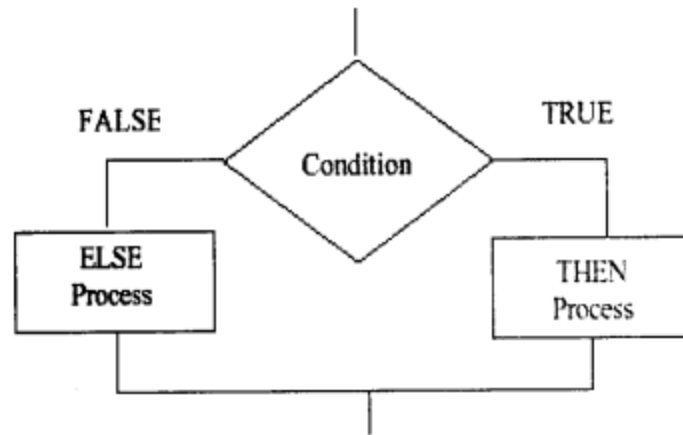 FALSE
TRUE
Condition
ELSE
Process
THEN
Process